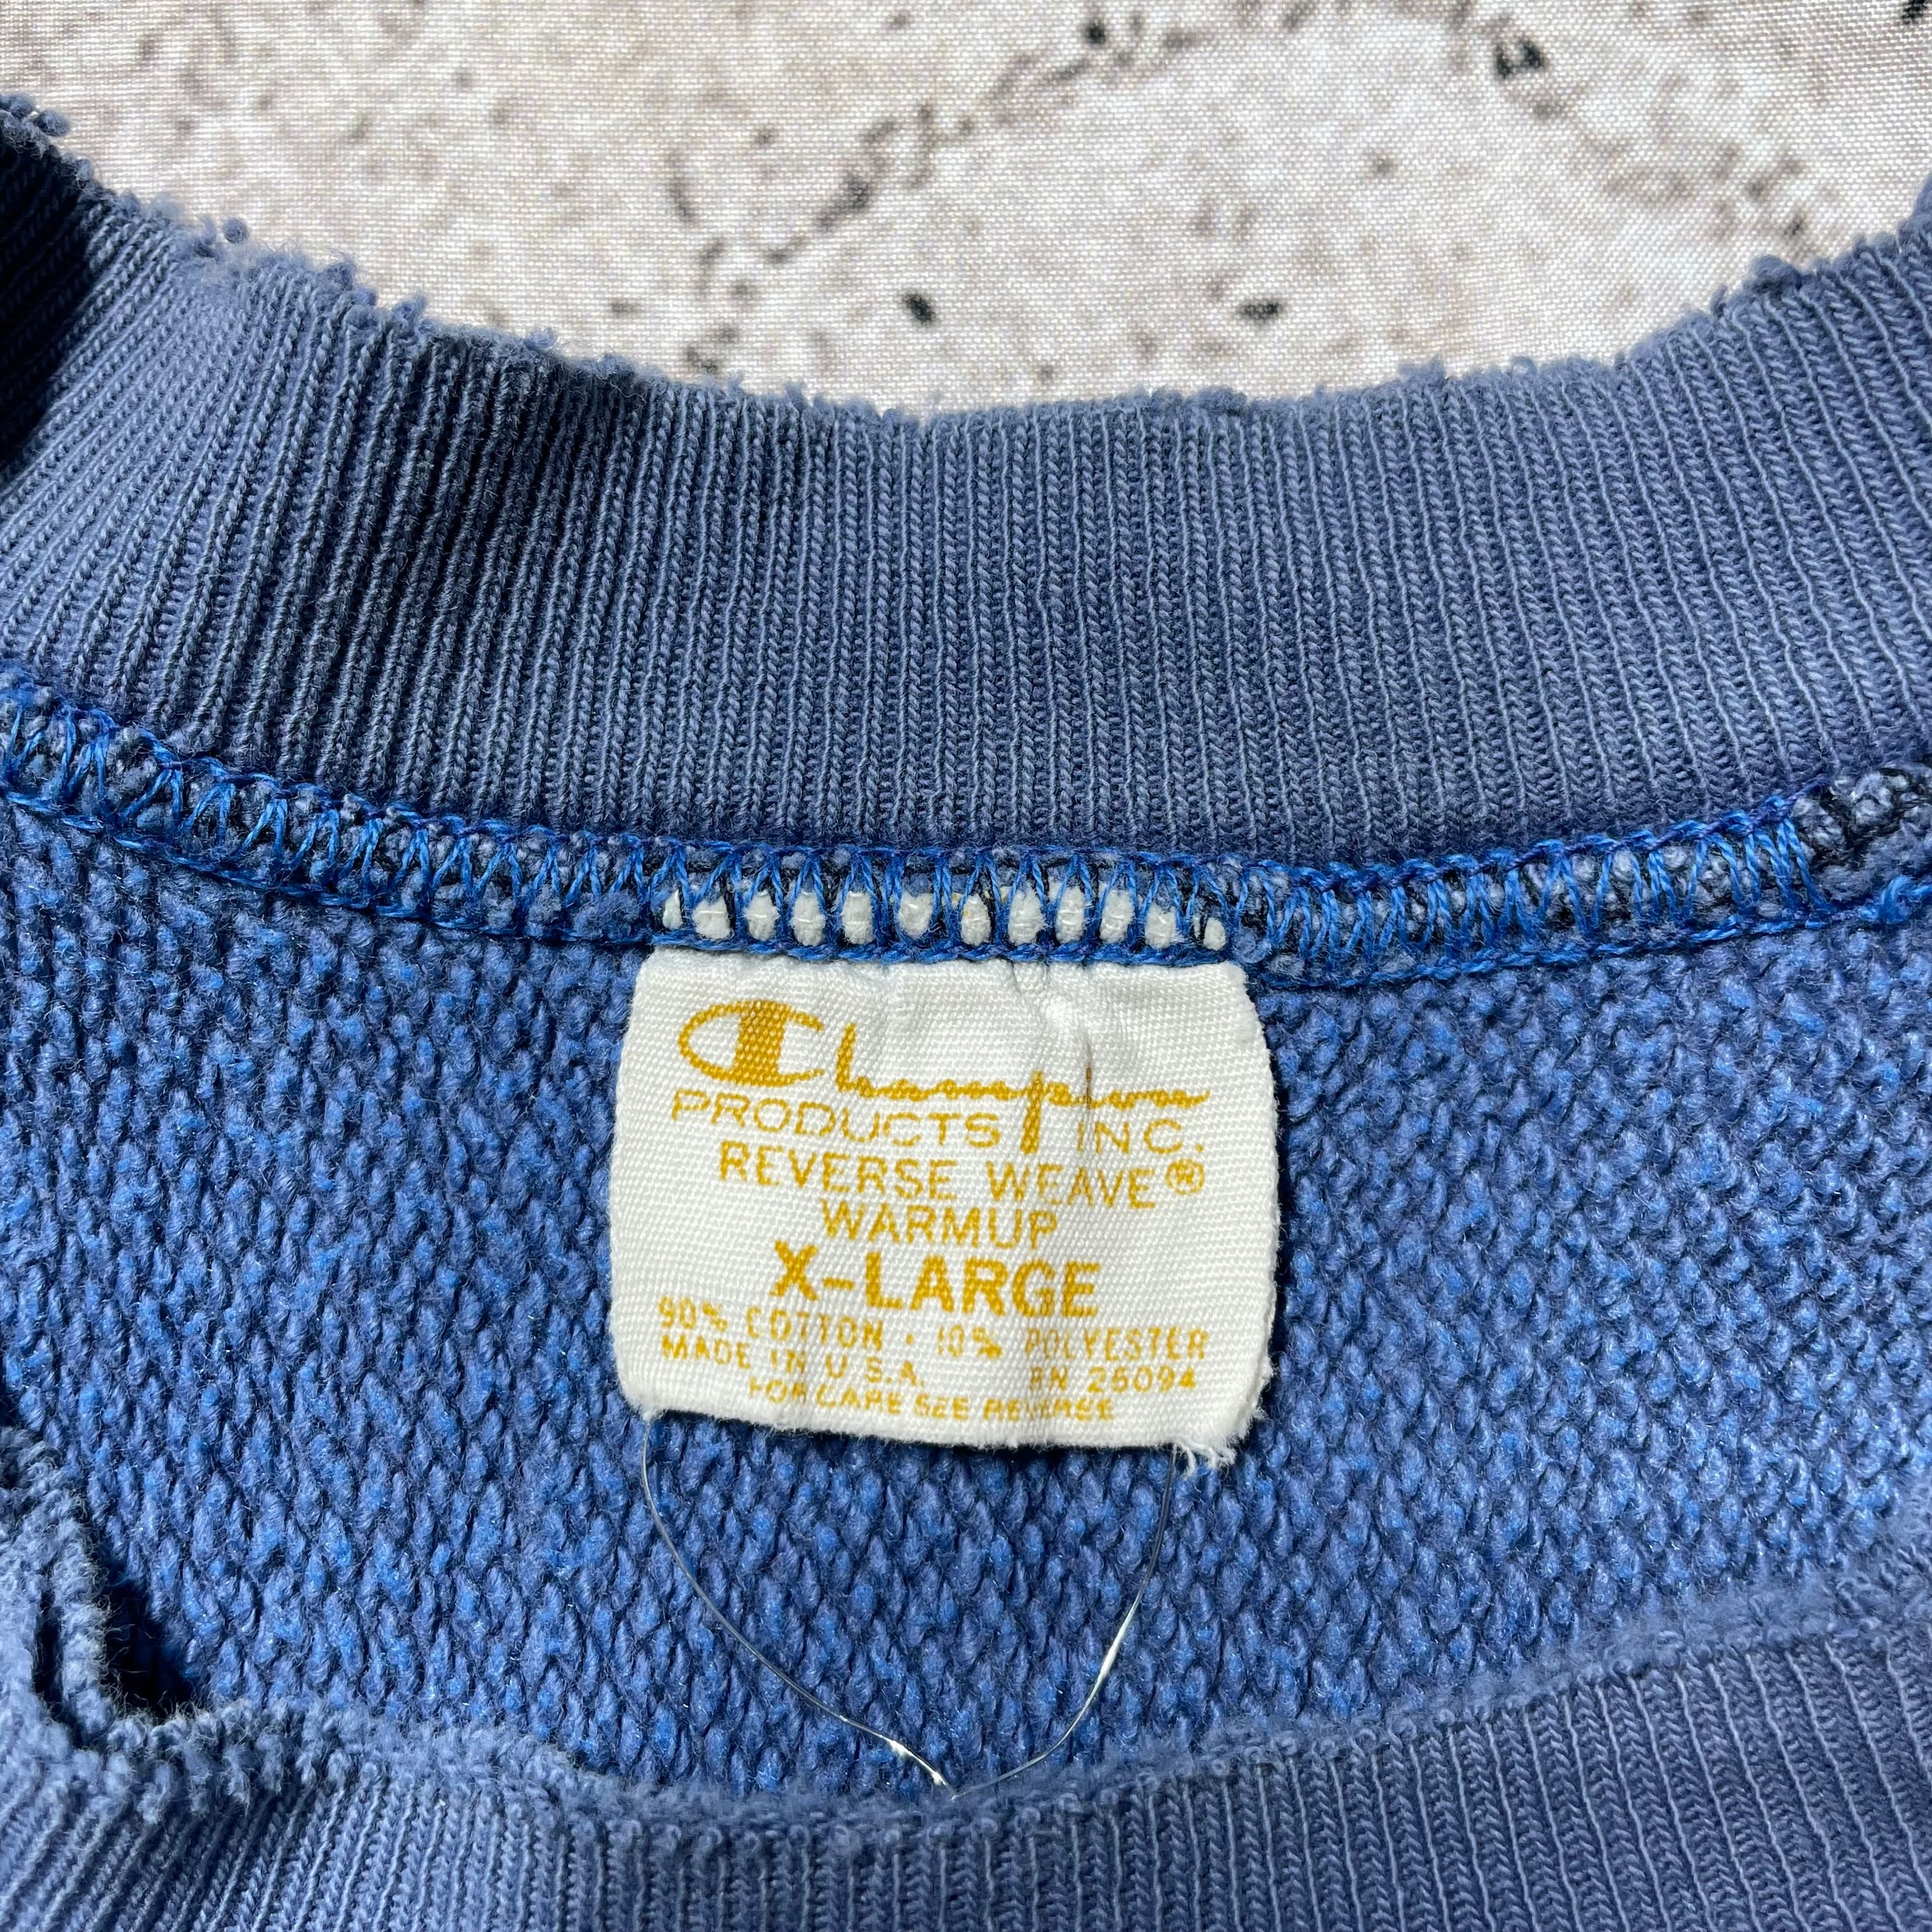 Champion
PRODUCTS INC.
REVERSE WEAVE®
WARMUP
X-LARGE
90% COTTON · 10% POLYESTER
MADE IN U.S.A. RN 26094
FOR CARE SEE REVERSE